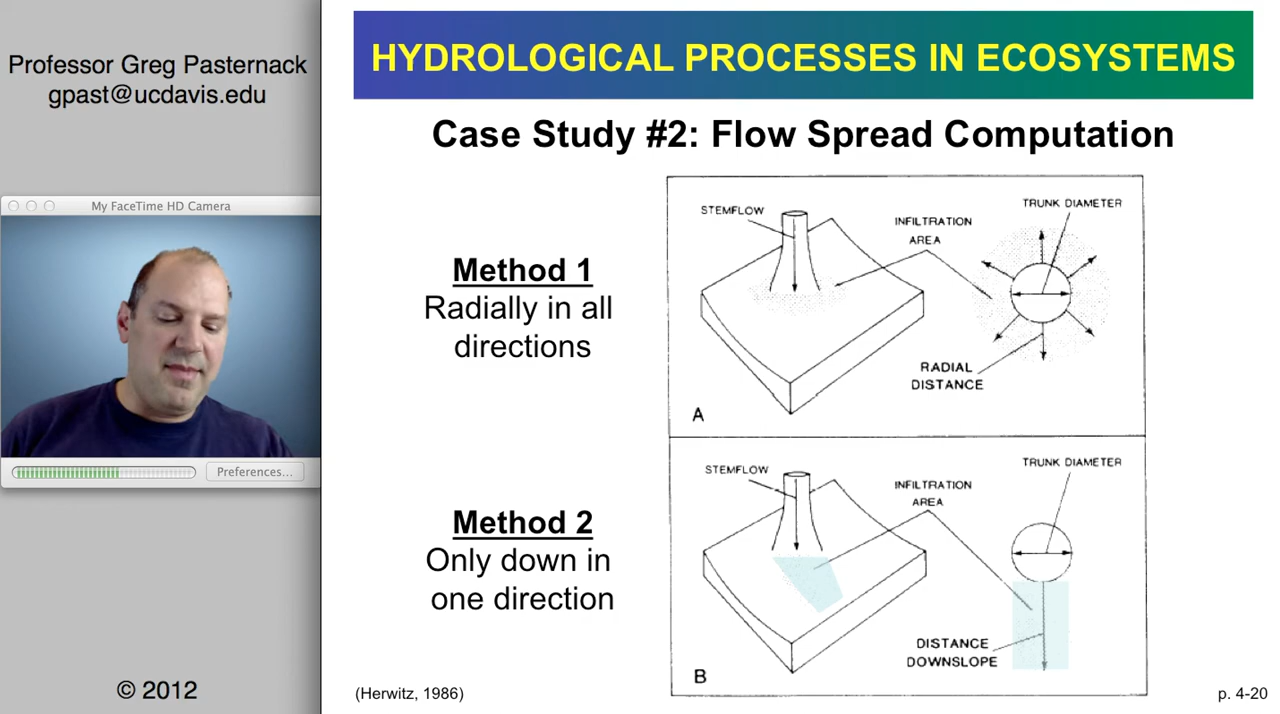 Professor Greg Pasternack
gpast@ucdavis.edu
My FaceTime HD Camera
Preferences...
© 2012
HYDROLOGICAL PROCESSES IN ECOSYSTEMS
Case Study #2: Flow Spread Computation
Method 1
Radially in all
directions
STEMFLOW
INFILTRATION
AREA
TRUNK DIAMETER
RADIAL
DISTANCE
A
Method 2
Only down in
one direction
STEMFLOW
INFILTRATION
AREA
TRUNK DIAMETER
DISTANCE
DOWNSLOPE
B
(Herwitz, 1986)
p. 4-20